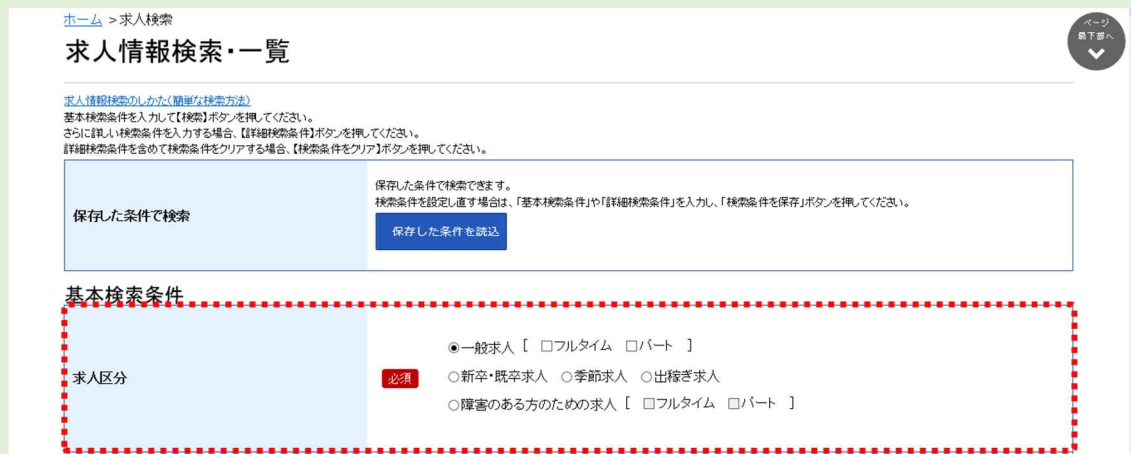 ホーム >求人検索
求人情報検索・一覧
ページ
最下部へ
求人情報検索のしかた(簡単な検索方法)
基本検索条件を入力して【検索】ボタンを押してください。
さらに詳しい検索条件を入力する場合、【詳細検索条件】ボタンを押してください。
詳細検索条件を含めて検索条件をクリアする場合、【検索条件をクリア】ボタンを押してください。
保存した条件で検索
保存した条件で検索できます。
検索条件を設定し直す場合は、「基本検索条件」や「詳細検索条件」を入力し、「検索条件を保存」ボタンを押してください。
保存した条件を読込
基本検索条件
求人区分
必須
◉一般求人 [ □フルタイム □パート ]
○新卒・既卒求人 ○季節求人 ○出稼ぎ求人
○障害のある方のための求人 [ □フルタイム □パート ]